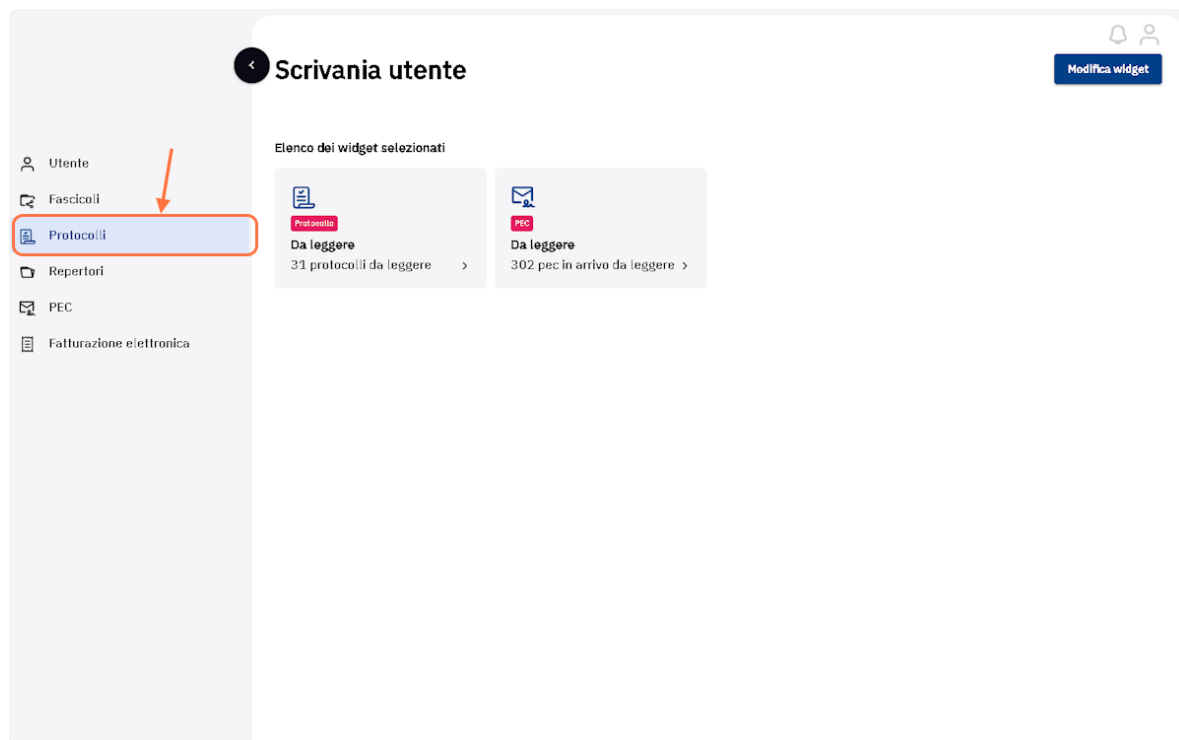 Scrivania utente
Modifica widget
Utente
Fascicoli
Protocolli
Repertori
PEC
Fatturazione elettronica
Elenco dei widget selezionati
Protocollo
Da leggere
31 protocolli da leggere
PEC
Da leggere
302 pec in arrivo da leggere